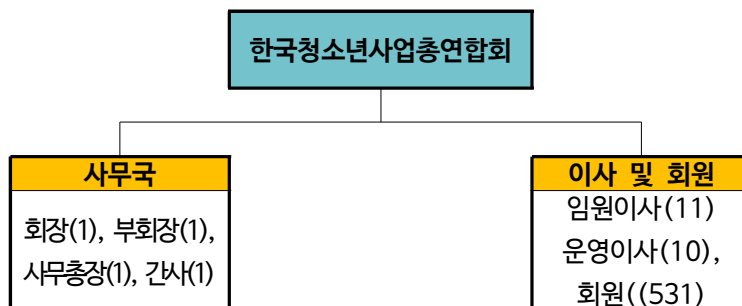 한국청소년사업총연합회
사무국
회장(1), 부회장(1),
사무총장(1), 간사(1)
이사 및 회원
임원이사(11)
운영이사(10),
회원((531)